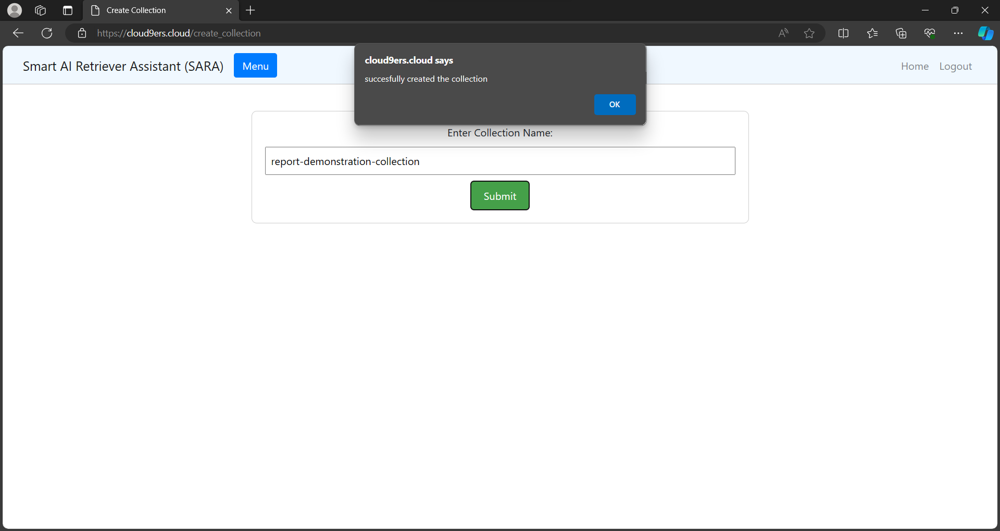 Create Collection
https://cloud9ers.cloud/create_collection
cloud9ers.cloud says
succesfully created the collection
OK
Smart AI Retriever Assistant (SARA)
Menu
Home
Logout
Enter Collection Name:
report-demonstration-collection
Submit